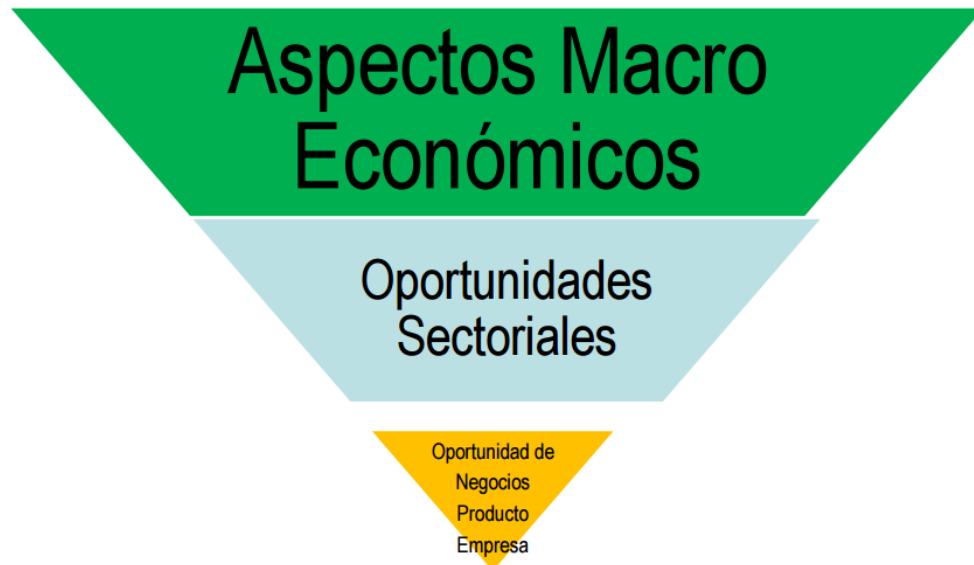 Aspectos Macro
Económicos
Oportunidades
Sectoriales
Oportunidad de
Negocios
Producto
Empresa